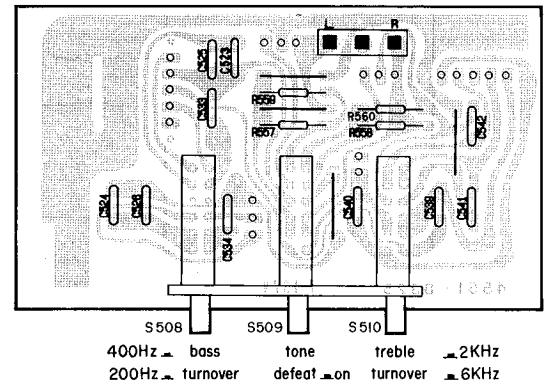 L R
C525
C523
C533
R559
R557
R560
R558
C542
C524
C526
C534
C540
C539
C541
S508 S509 S510
400Hz bass tone treble 2KHz
200Hz turnover defeat on turnover 6KHz